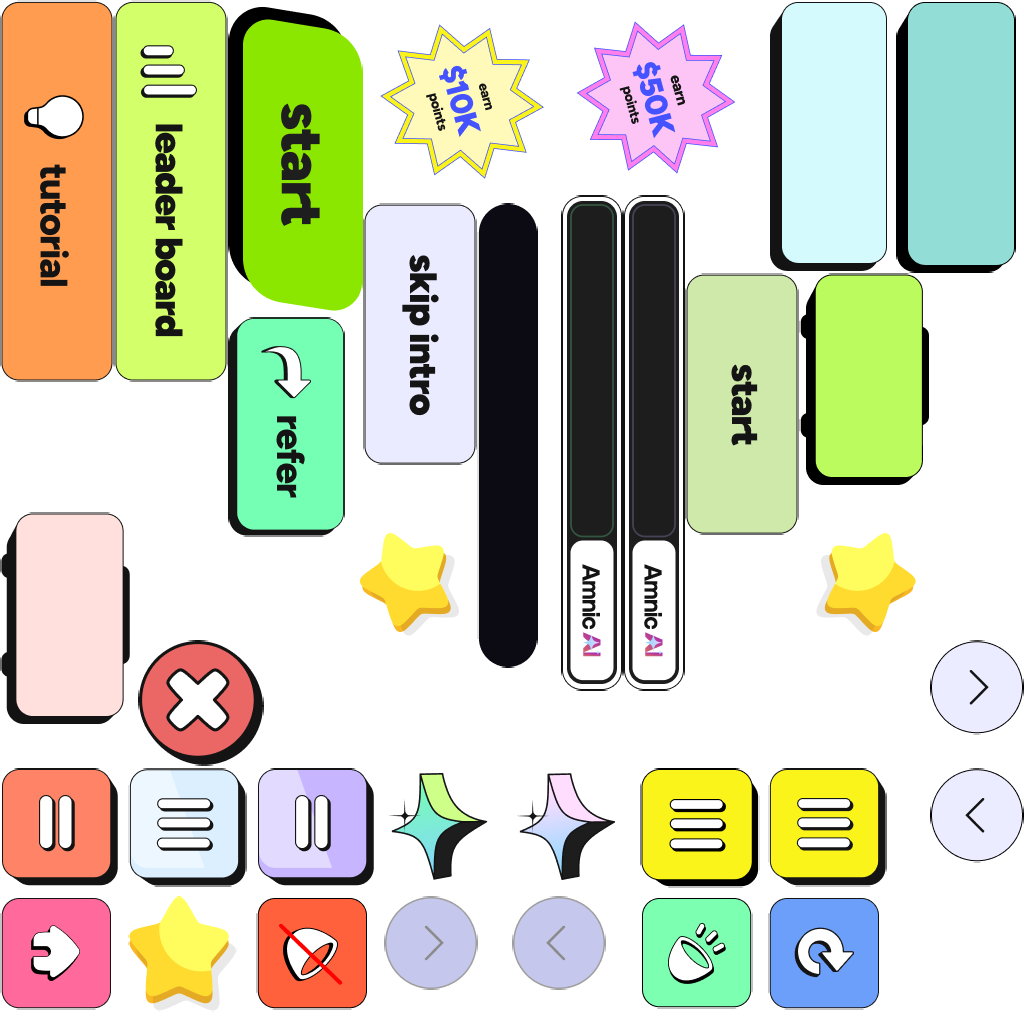 tutorial
leader board
start
earn
$10K
points
earn
$50K
points
skip intro
refer
start
Amnic AI
Amnic AI